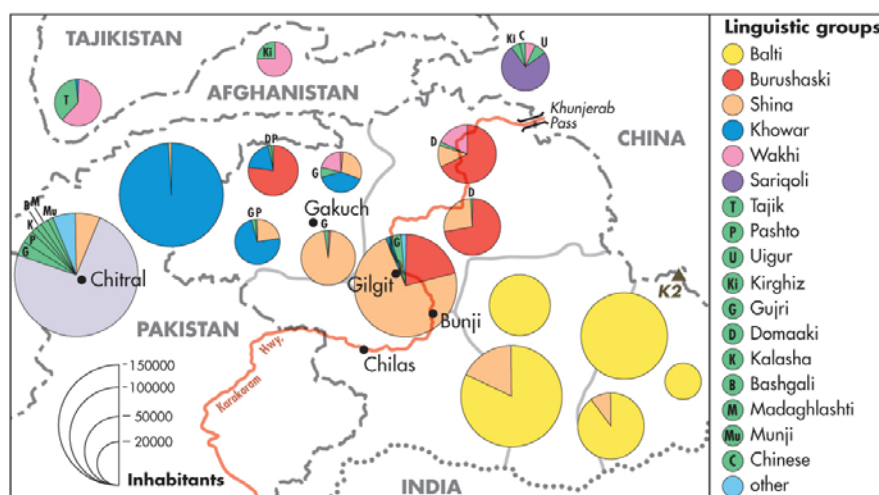 TAJIKISTAN
AFGHANISTAN
CHINA
PAKISTAN
INDIA
Ki
T
Ki C U
Khunjerab
Pass
D P
G
D
D
G P
Gakuch
G
B M
Mu
K
P
G
Chitral
G
Gilgit
Bunji
Chilas
K2
Karakoram Hwy.
150000
100000
50000
20000
Inhabitants
Linguistic groups
Balti
Burushaski
Shina
Khowar
Wakhi
Sariqoli
T Tajik
P Pashto
U Uigur
Ki Kirghiz
G Gujri
D Domaaki
K Kalasha
B Bashgali
M Madaghlashti
Mu Munji
C Chinese
other